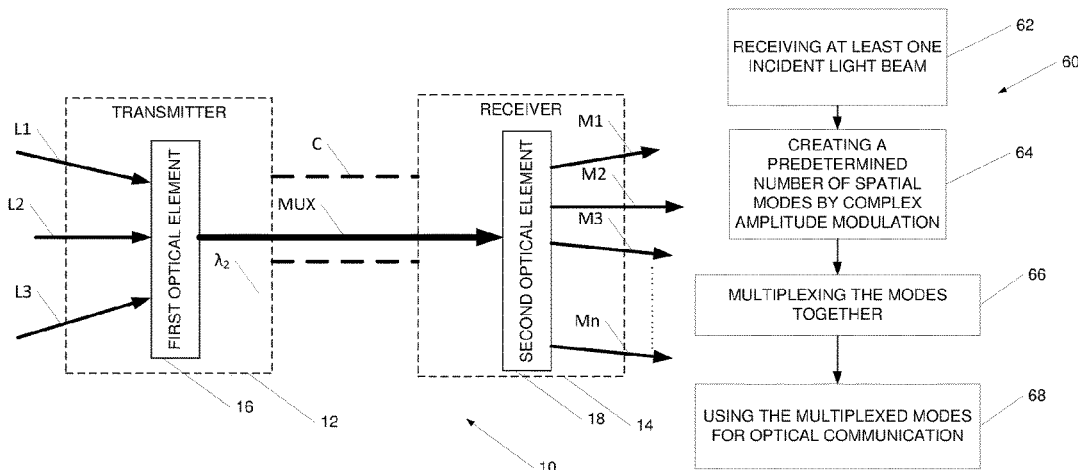 TRANSMITTER
RECEIVER
L1
L2
L3
FIRST OPTICAL ELEMENT
λ2
C
MUX
SECOND OPTICAL ELEMENT
M1
M2
M3
Mn
16
12
18
14
10
RECEIVING AT LEAST ONE
INCIDENT LIGHT BEAM
62
60
CREATING A
PREDETERMINED
NUMBER OF SPATIAL
MODES BY COMPLEX
AMPLITUDE MODULATION
64
MULTIPLEXING THE MODES
TOGETHER
66
USING THE MULTIPLEXED MODES
FOR OPTICAL COMMUNICATION
68